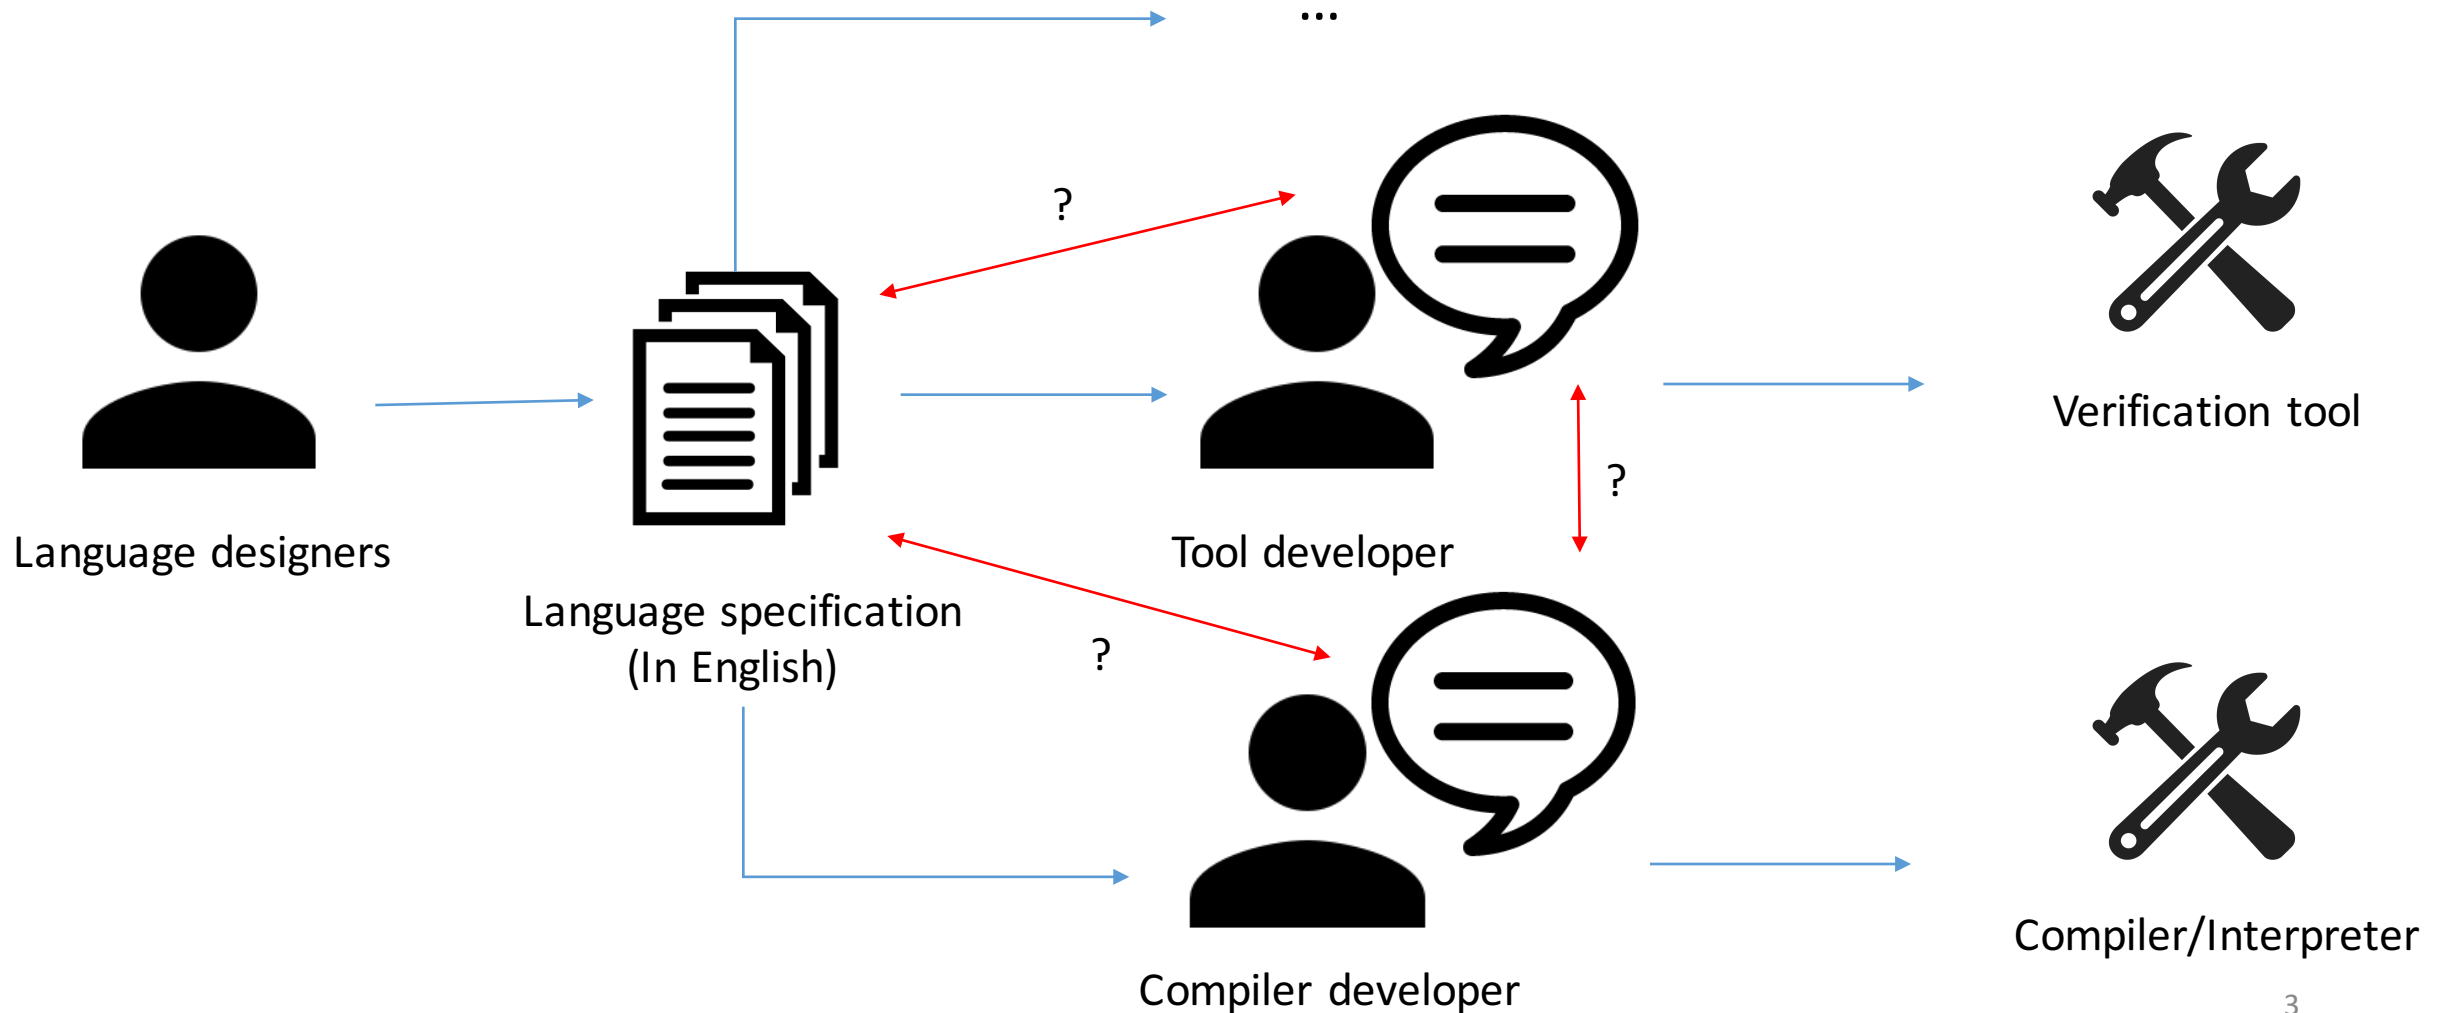 ...
?
Verification tool
?
Language designers
Tool developer
Language specification
(In English)
?
Compiler/Interpreter
Compiler developer
3